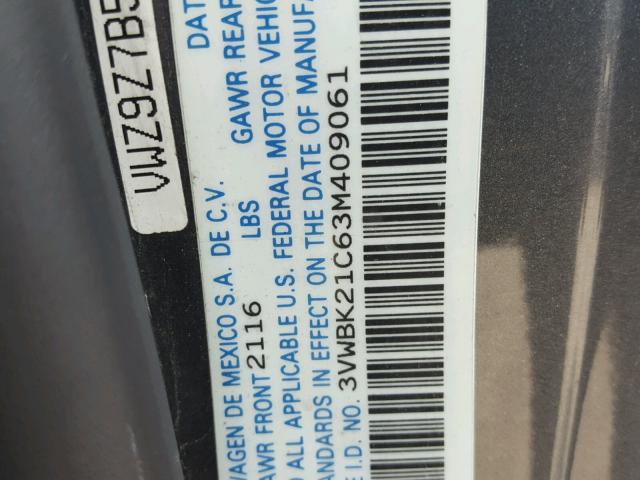 VWZ9Z7B5
DAT
WAGEN DE MEXICO S.A. DE C.V.
GAWR FRONT 2116 LBS GAWR REAR
ALL APPLICABLE U.S. FEDERAL MOTOR VEHIC
ANDARDS IN EFFECT ON THE DATE OF MANUFA
E I.D. NO. 3VWBK21C63M409061